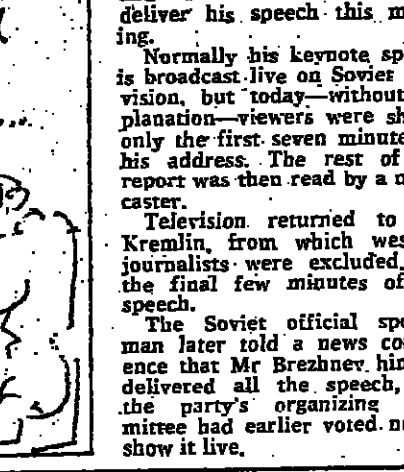 deliver his speech this m
ing.
Normally his keynote sp
is broadcast live on Soviet
vision, but today—without
planation—viewers were sh
only the first seven minute
his address. The rest of
report was then read by a n
caster.
Television returned to
Kremlin, from which wes
journalists were excluded,
the final few minutes of
speech.
The Soviet official spo
man later told a news co
ence that Mr Brezhnev him
delivered all the speech,
the party's organizing
mittee had earlier voted n
show it live.